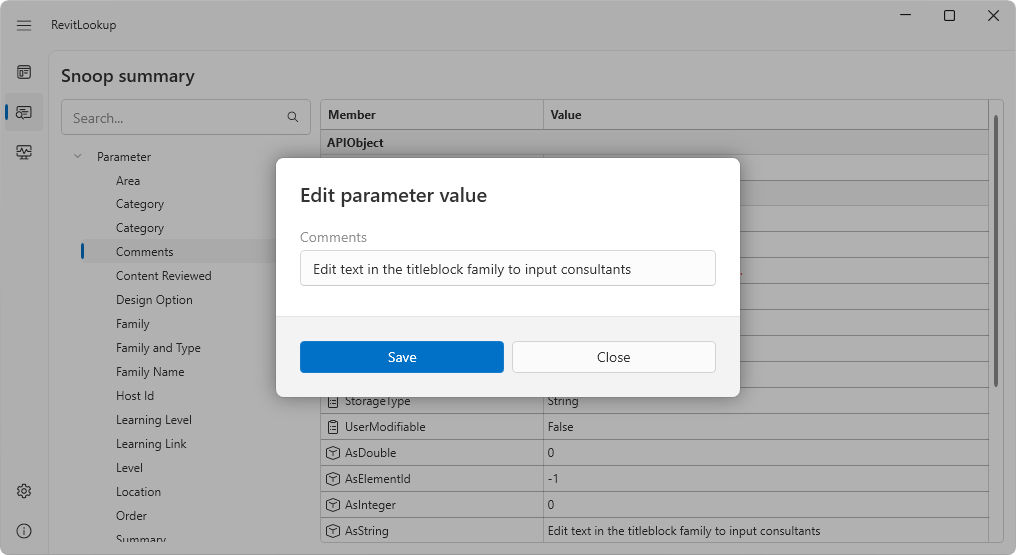 RevitLookup
Snoop summary
Search...
Parameter
Area
Category
Category
Comments
Content Reviewed
Design Option
Family
Family and Type
Family Name
Host Id
Learning Level
Learning Link
Level
Location
Order
Summary
Member Value
APIObject
Edit parameter value
Comments
Edit text in the titleblock family to input consultants
Save Close
StorageType String
UserModifiable False
AsDouble 0
AsElementId -1
AsInteger 0
AsString Edit text in the titleblock family to input consultants